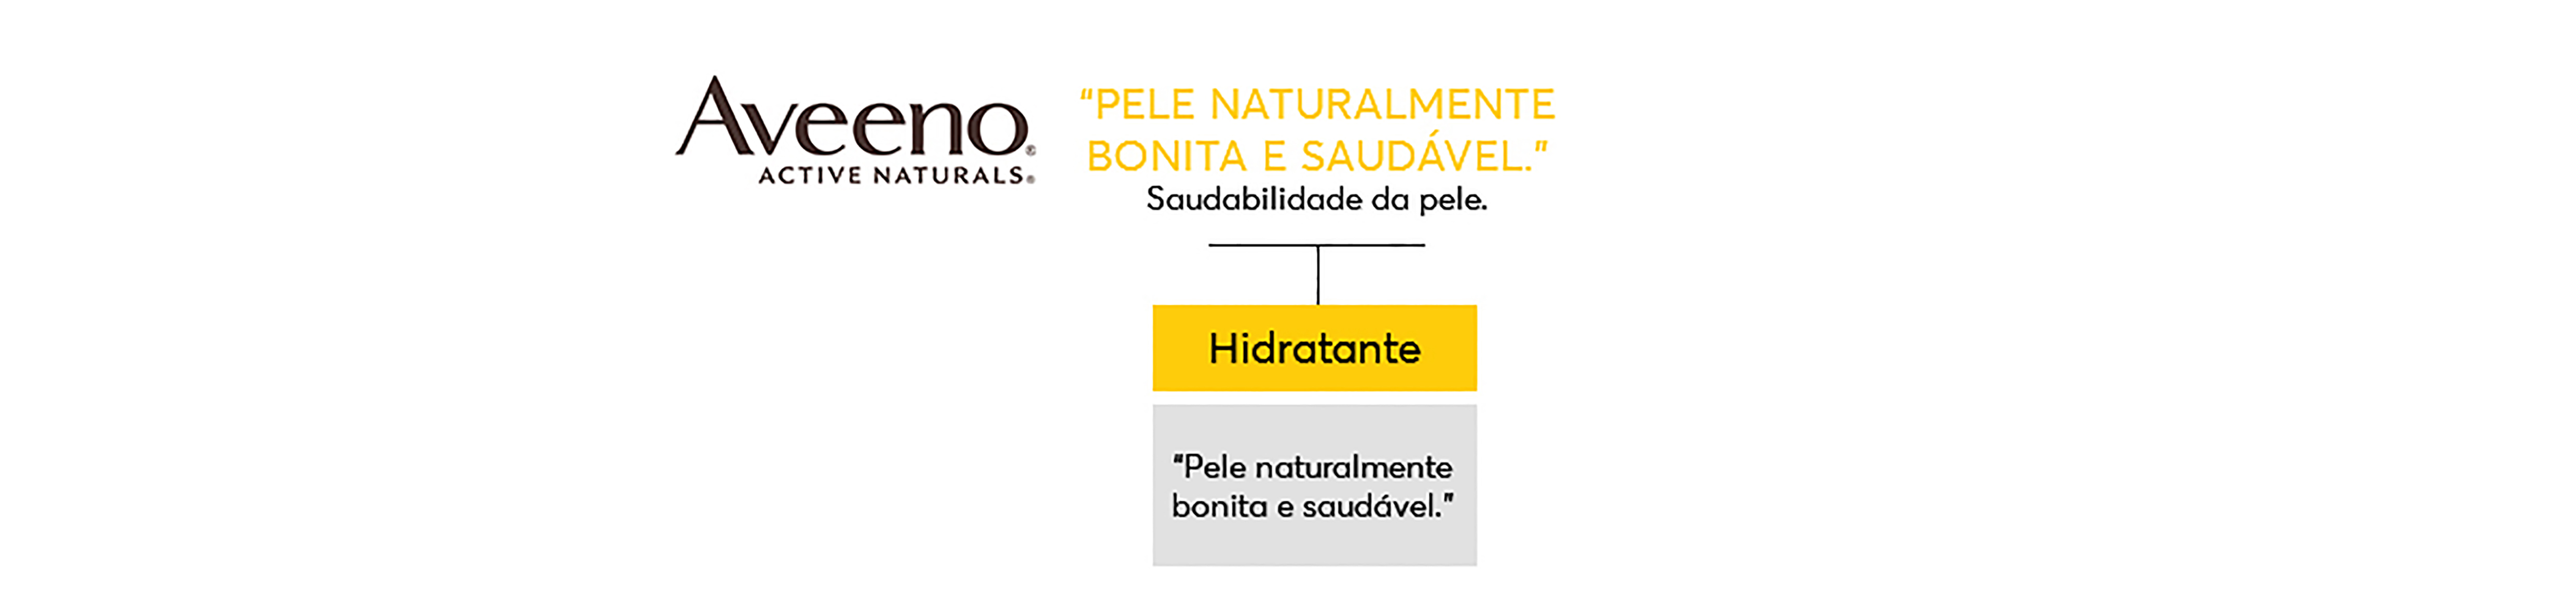 Aveeno®
ACTIVE NATURALS®
“PELE NATURALMENTE
BONITA E SAUDÁVEL.”
Saudabilidade da pele.
Hidratante
“Pele naturalmente
bonita e saudável.”